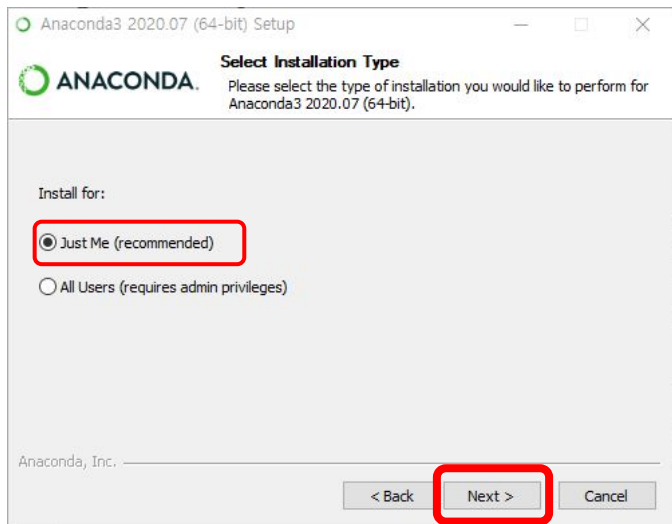 Anaconda3 2020.07 (64-bit) Setup
ANACONDA.
Select Installation Type
Please select the type of installation you would like to perform for
Anaconda3 2020.07 (64-bit).
Install for:
Just Me (recommended)
All Users (requires admin privileges)
Anaconda, Inc.
< Back Next > Cancel